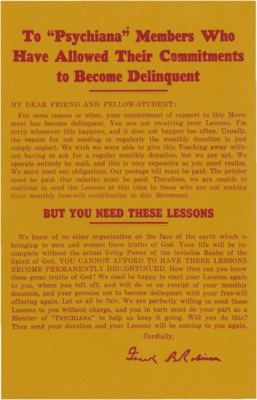 To "Psychiana" Members Who
Have Allowed Their Commitments
to Become Delinquent
MY DEAR FRIEND AND FELLOW-STUDENT:
For some reason or other, your commitment of support to this Move-
ment has become delinquent. You are not receiving your Lessons. I'm
sorry whenever this happens, and it does not happen too often. Usually,
the reason for not sending in regularly the monthly donation is just
simply neglect. We wish we were able to give this Teaching away with-
out having to ask for a regular monthly donation, but we are not. We
operate entirely by mail, and this is very expensive as you must realize.
We must meet our obligations. Our postage bill must be paid. The printer
must be paid. Our salaries must be paid. Therefore, we are unable to
continue to send the Lessons at this time to those who are not making
their monthly free-will contribution to this Movement.
BUT YOU NEED THESE LESSONS
We know of no other organization on the face of the earth which is
bringing to men and women these truths of God. Your life will be in-
complete without the actual living Power of the invisible Realm of the
Spirit of God. YOU CANNOT AFFORD TO HAVE THESE LESSONS
BECOME PERMANENTLY DISCONTINUED. How then can you know
these great truths of God? We shall be happy to start your Lessons again
to you, where you left off, and will do so on receipt of your monthly
donation, and your promise not to become delinquent with your free-will
offering again. Let us all be fair. We are perfectly willing to send these
Lessons to you without charge, and you in turn must do your part as a
Member of "PSYCHIANA" to help us keep it going. Will you do this?
Then send your donation and your Lessons will be coming to you again.
Cordially,
Frank B. Robinson